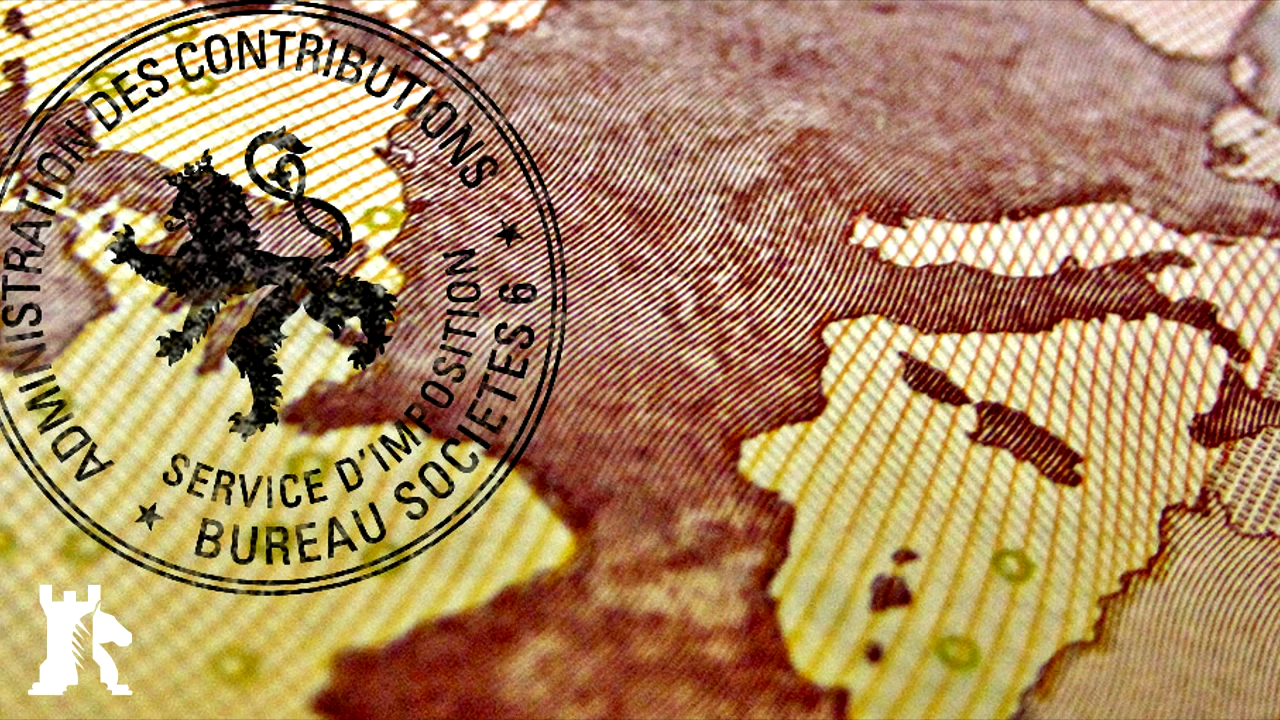 ADMINISTRATION DES CONTRIBUTIONS
SERVICE D'IMPOSITION
★ BUREAU SOCIETES 6 ★